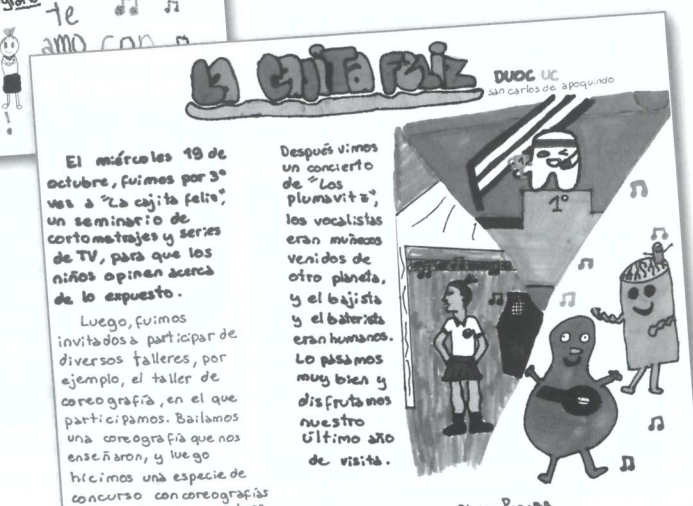 te
amo con
La Cajita Feliz
DUOC UC
san carlos de apoquindo
El miércoles 19 de
octubre, fuimos por 3°
vez a "La cajita feliz",
un seminario de
cortometrajes y series
de TV, para que los
niños opinen acerca
de lo expuesto.
Luego, fuimos
invitados a participar de
diversos talleres, por
ejemplo, el taller de
coreografía, en el que
participamos. Bailamos
una coreografía que nos
enseñaron, y luego
hicimos una especie de
concurso con coreografías
Después vimos
un concierto
de "Los
plumavitz",
los vocalistas
eran muñecos
venidos de
otro planeta,
y el bajista
y el baterista
eran humanos.
Lo pasamos
muy bien y
disfrutamos
nuestro
último año
de visita.
1°